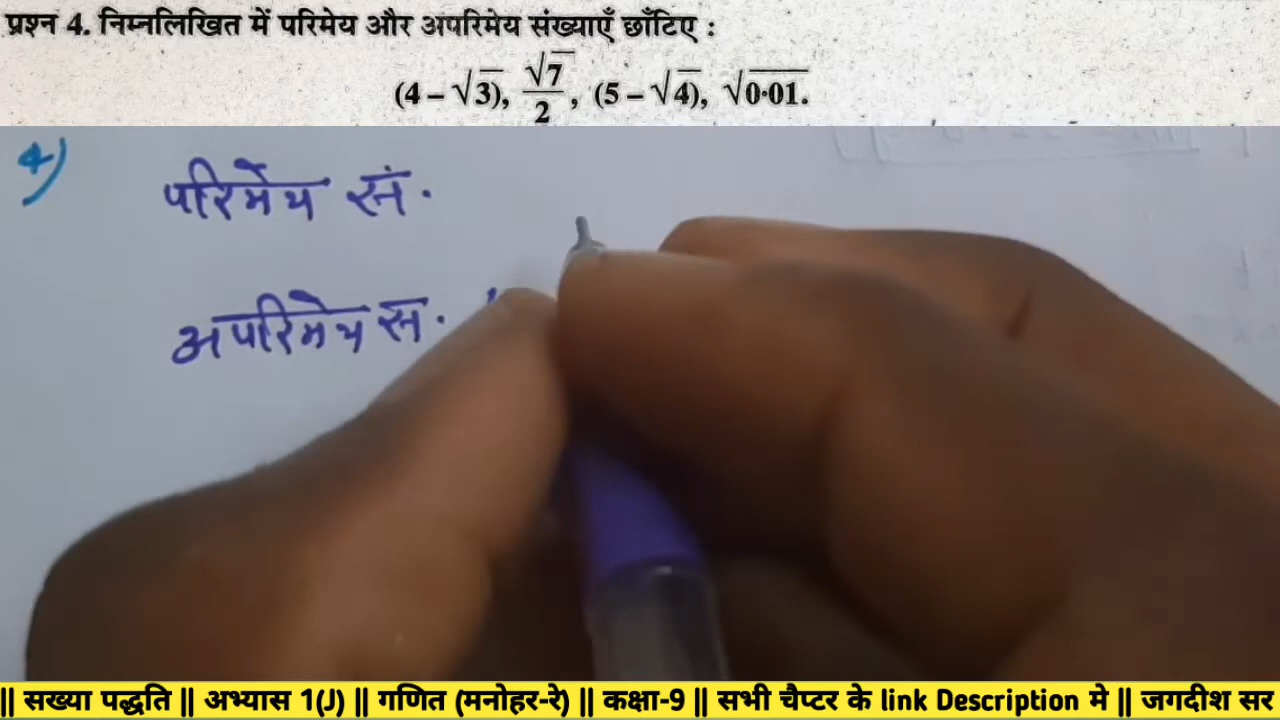 प्रश्न 4. निम्नलिखित में परिमेय और अपरिमेय संख्याएँ छाँटिए :
(4 – √3), √7/2, (5 – √4), √0·01.
4)
परिमेय सं.
अपरिमेय स.
|| सख्या पद्धति || अभ्यास 1(J) || गणित (मनोहर-रे) || कक्षा-9 || सभी चैप्टर के link Description मे || जगदीश सर